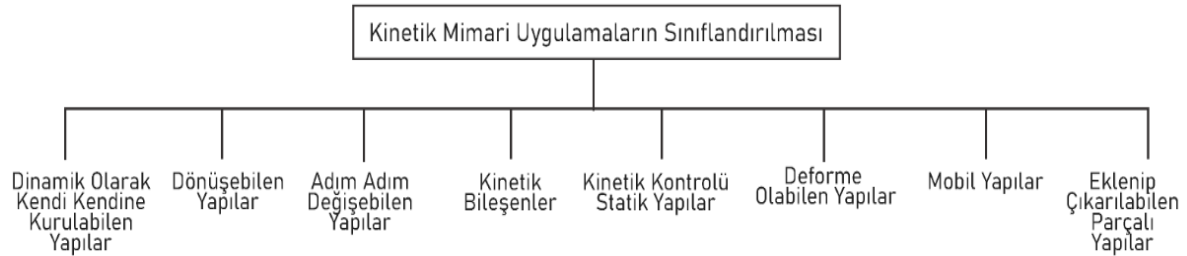 Kinetik Mimari Uygulamaların Sınıflandırılması
Dinamik Olarak
Kendi Kendine
Kurulabilen
Yapılar
Dönüşebilen
Yapılar
Adım Adım
Değişebilen
Yapılar
Kinetik
Bileşenler
Kinetik Kontrolü
Statik Yapılar
Deforme
Olabilen Yapılar
Mobil Yapılar
Eklenip
Çıkarılabilen
Parçalı
Yapılar